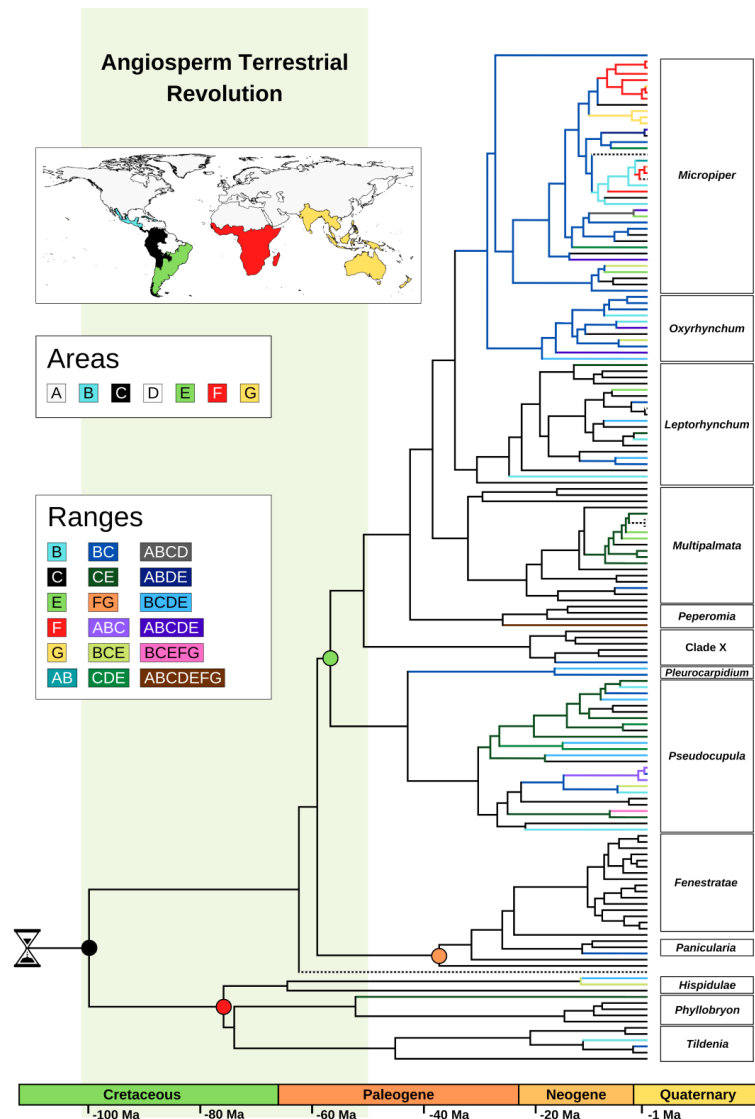 Angiosperm Terrestrial
Revolution
Areas
A B C D E F G
Ranges
B BC ABCD
C CE ABDE
E FG BCDE
F ABC ABCDE
G BCE BCEFG
AB CDE ABCDEFG
Micropiper
Oxyrhynchum
Leptorhynchum
Multipalmata
Peperomia
Clade X
Pleurocarpidium
Pseudocupula
Fenestratae
Panicularia
Hispidulae
Phyllobryon
Tildenia
Cretaceous Paleogene Neogene Quaternary
-100 Ma -80 Ma -60 Ma -40 Ma -20 Ma -1 Ma